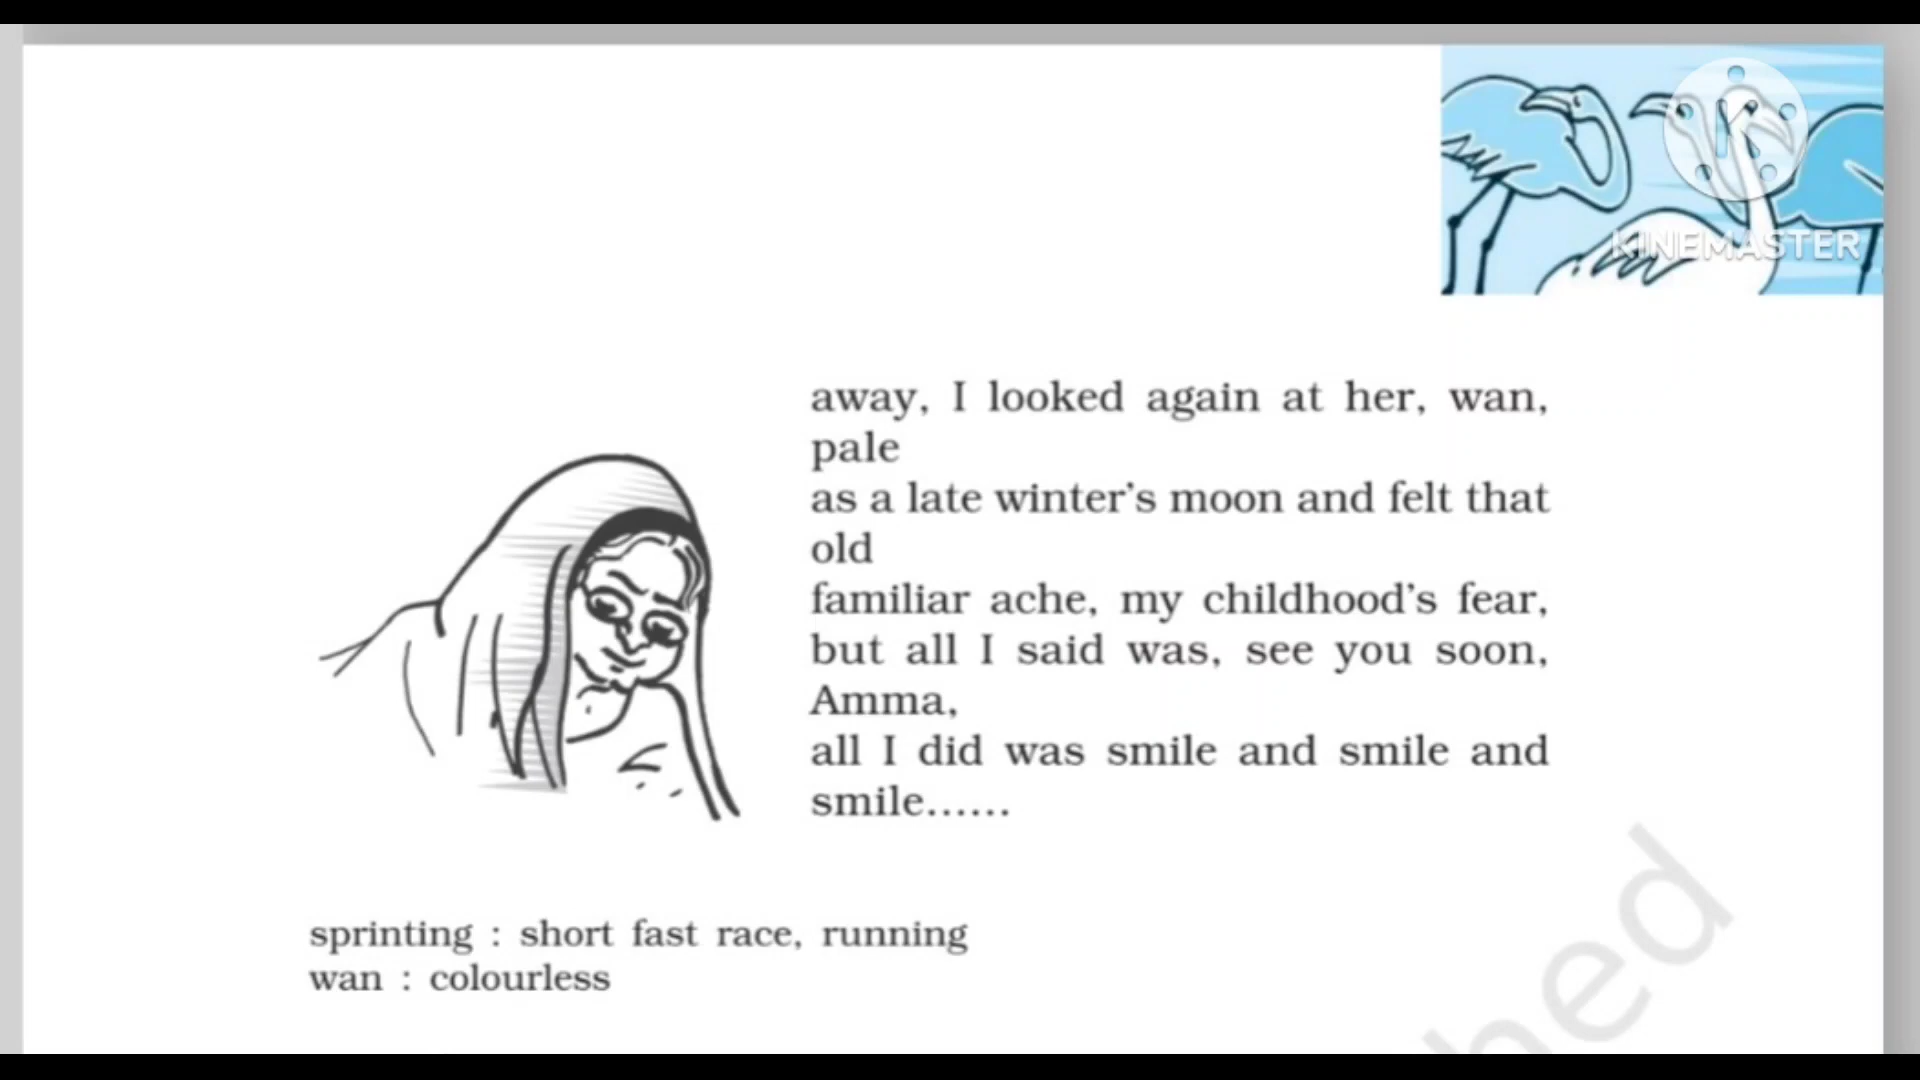 KINEMASTER
away, I looked again at her, wan,
pale
as a late winter's moon and felt that
old
familiar ache, my childhood's fear,
but all I said was, see you soon,
Amma,
all I did was smile and smile and
smile......
sprinting : short fast race, running
wan : colourless
hed